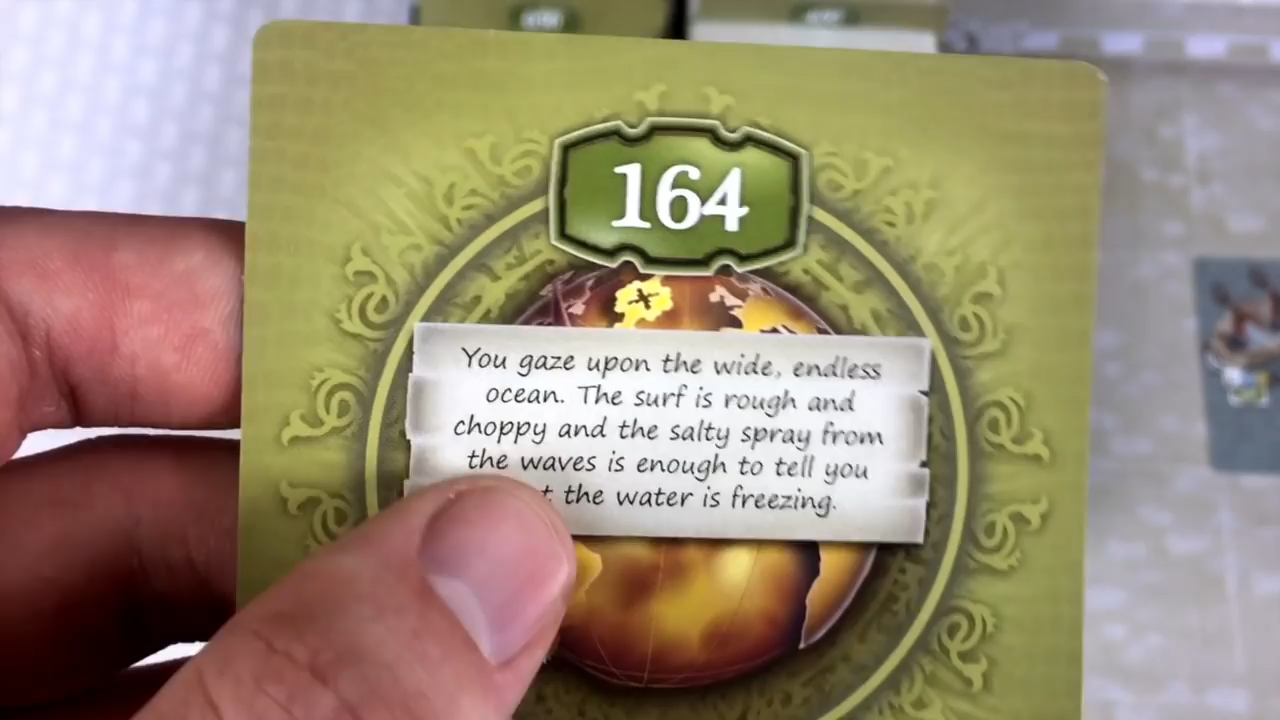 164
You gaze upon the wide, endless
ocean. The surf is rough and
choppy and the salty spray from
the waves is enough to tell you
the water is freezing.